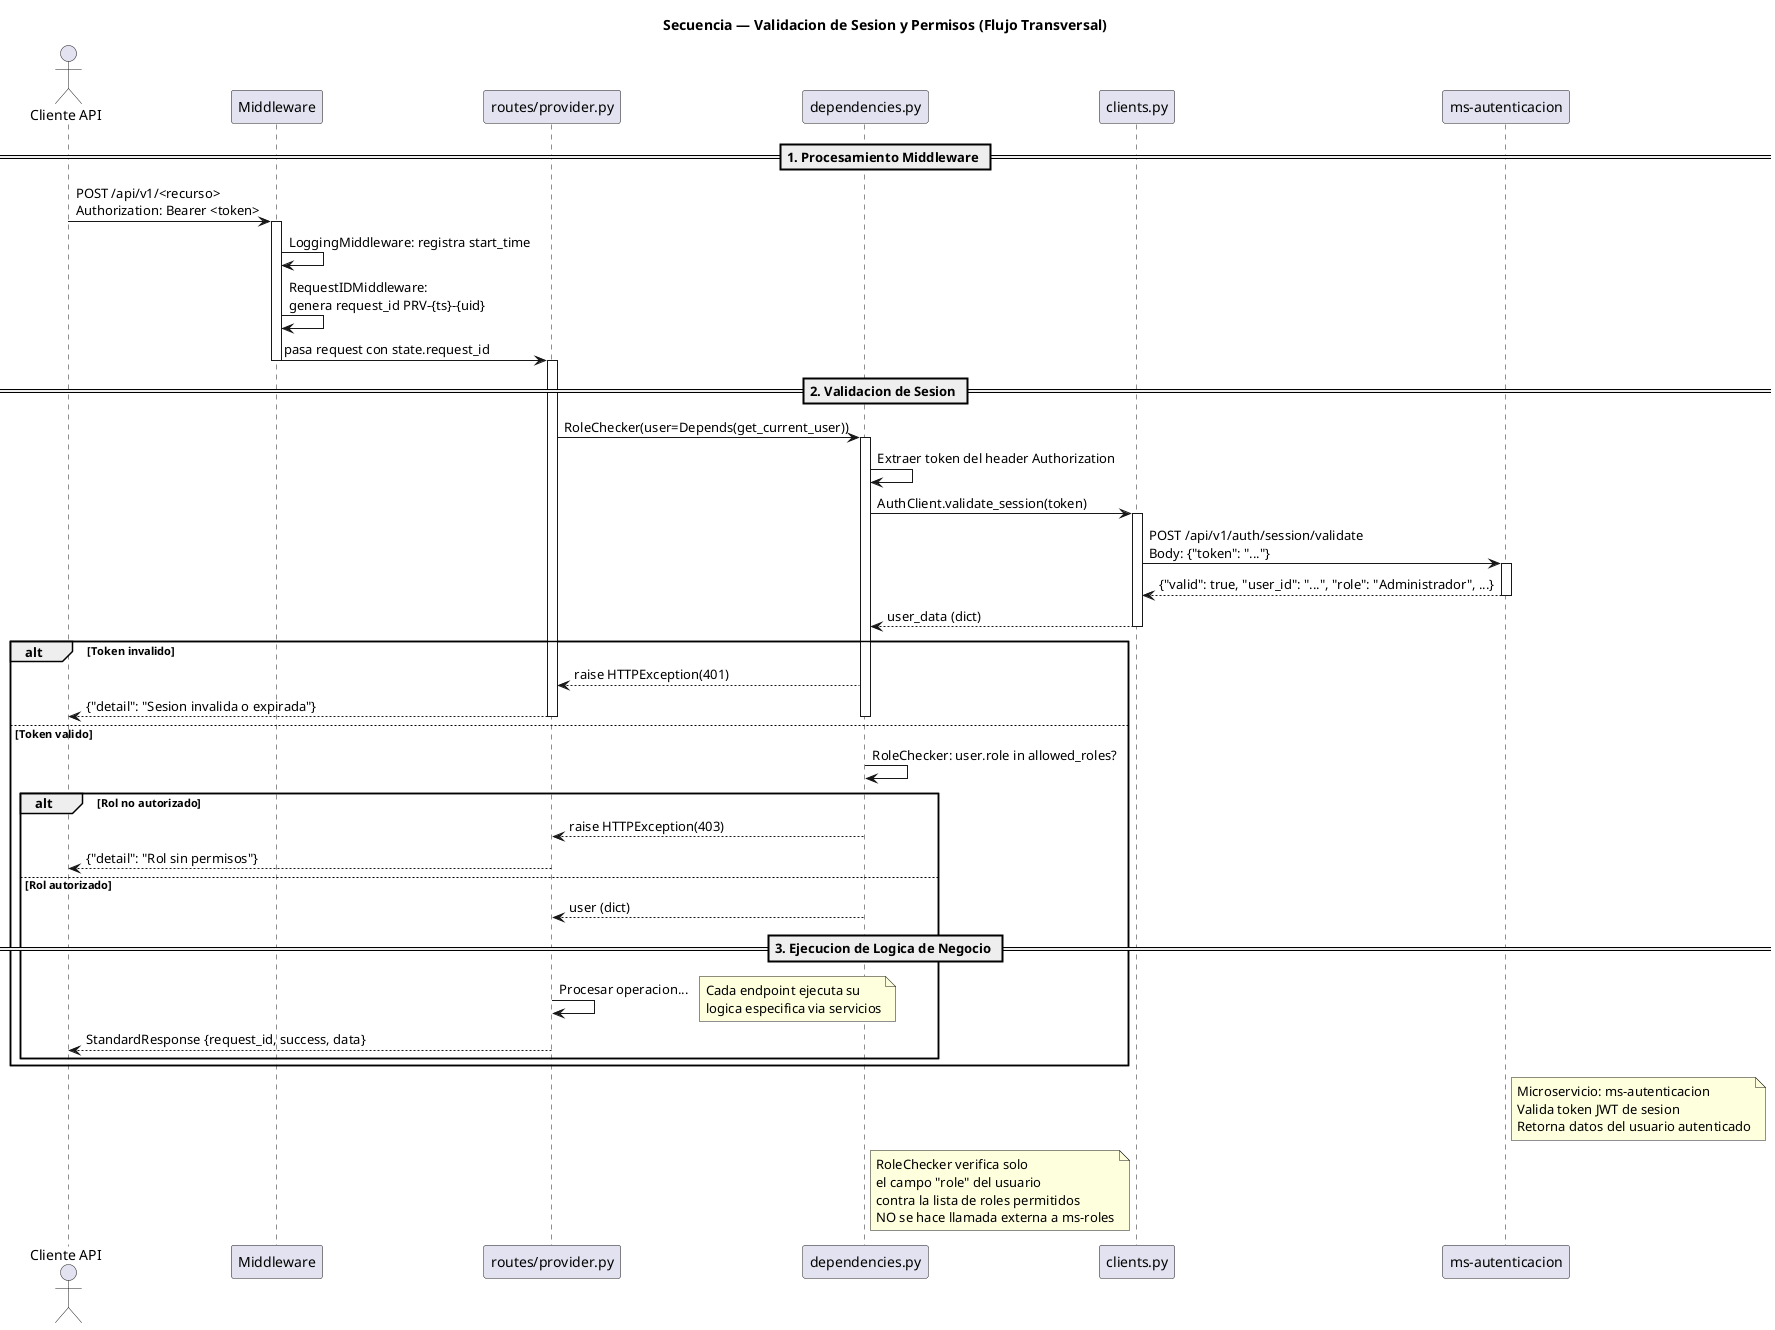 Secuencia — Validacion de Sesion y Permisos (Flujo Transversal)
Cliente API
Middleware
routes/provider.py
dependencies.py
clients.py
ms-autenticacion
1. Procesamiento Middleware
POST /api/v1/<recurso>
Authorization: Bearer <token>
LoggingMiddleware: registra start_time
RequestIDMiddleware:
genera request_id PRV-{ts}-{uid}
pasa request con state.request_id
2. Validacion de Sesion
RoleChecker(user=Depends(get_current_user))
Extraer token del header Authorization
AuthClient.validate_session(token)
POST /api/v1/auth/session/validate
Body: {"token": "..."}
{"valid": true, "user_id": "...", "role": "Administrador", ...}
user_data (dict)
alt [Token invalido]
raise HTTPException(401)
{"detail": "Sesion invalida o expirada"}
[Token valido]
RoleChecker: user.role in allowed_roles?
alt [Rol no autorizado]
raise HTTPException(403)
{"detail": "Rol sin permisos"}
[Rol autorizado]
user (dict)
3. Ejecucion de Logica de Negocio
Procesar operacion...
Cada endpoint ejecuta su
logica especifica via servicios
StandardResponse {request_id, success, data}
Microservicio: ms-autenticacion
Valida token JWT de sesion
Retorna datos del usuario autenticado
RoleChecker verifica solo
el campo "role" del usuario
contra la lista de roles permitidos
NO se hace llamada externa a ms-roles
Cliente API
Middleware
routes/provider.py
dependencies.py
clients.py
ms-autenticacion